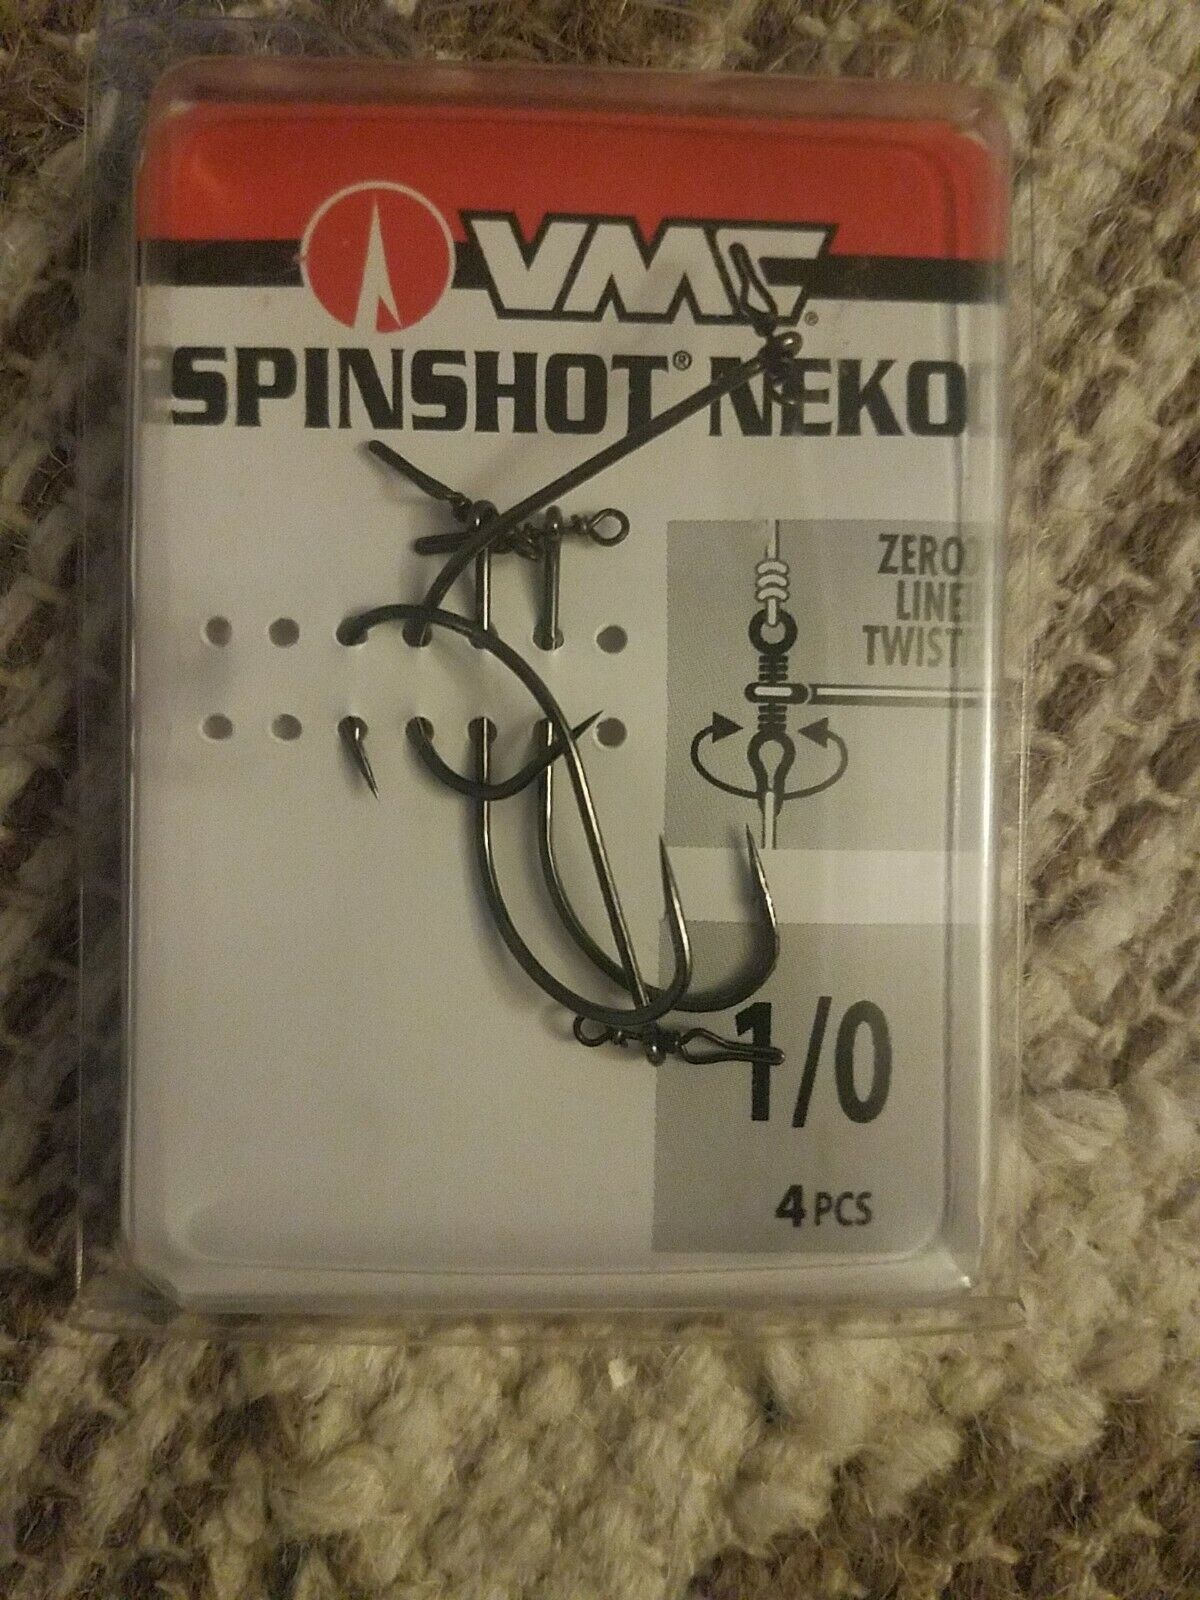 VMC®
SPINSHOT® NEKO
ZERO
LINE
TWIST
1/0
4 PCS